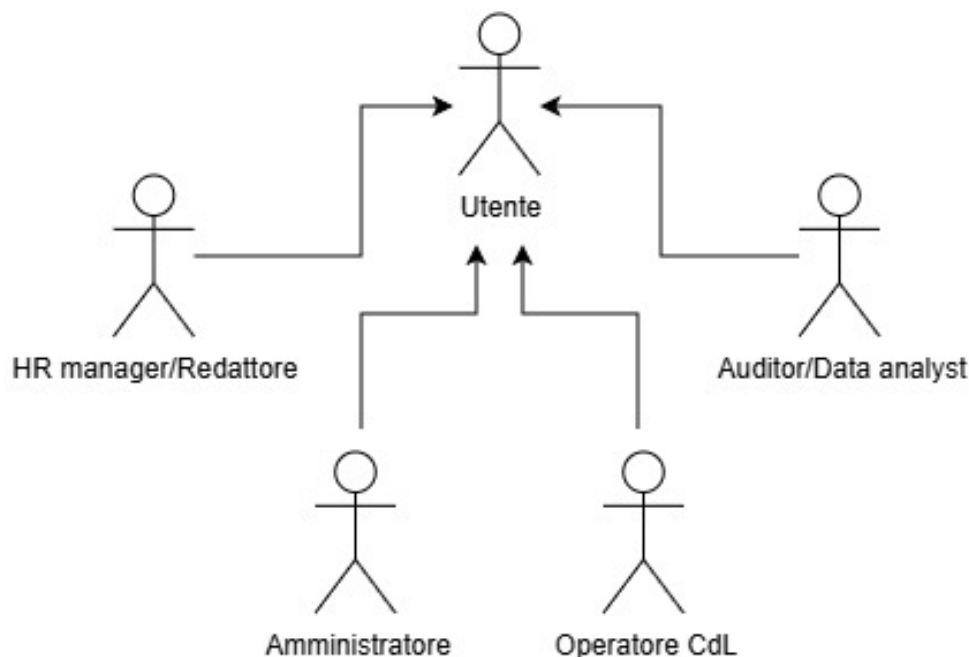 Utente
HR manager/Redattore
Auditor/Data analyst
Amministratore
Operatore CdL